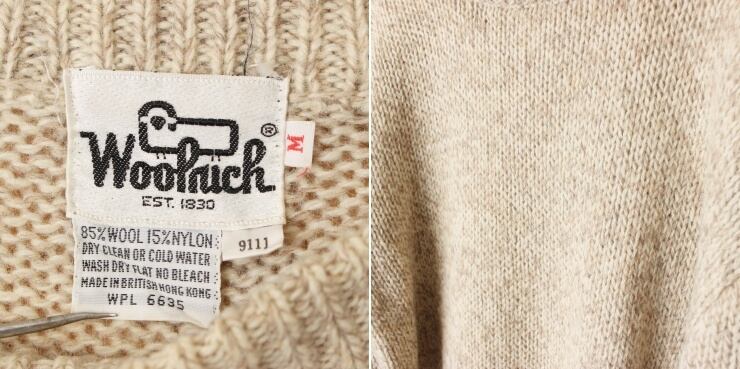 Woolrich
®
EST. 1830
M
85% WOOL 15% NYLON
DRY CLEAN OR COLD WATER
WASH DRY FLAT NO BLEACH
MADE IN BRITISH HONG KONG
WPL 6635
9111